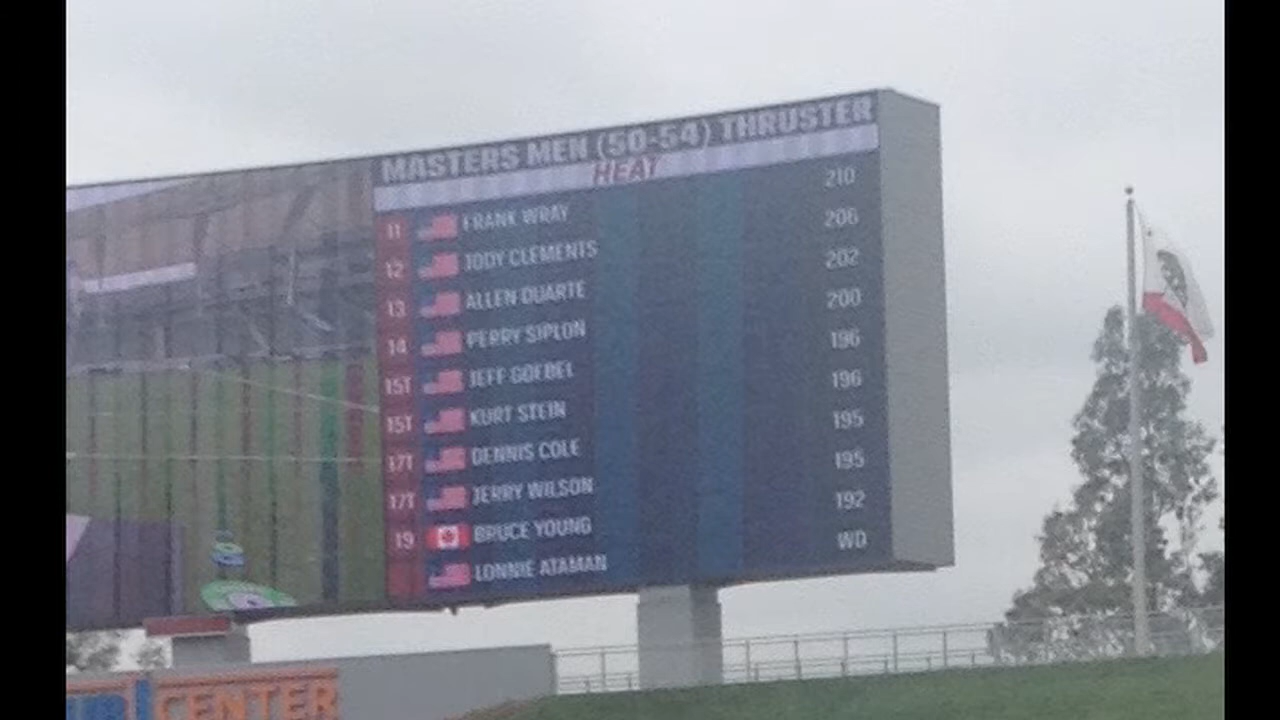 MASTERS MEN (50-54) THRUSTER
HEAT
11 FRANK WRAY 210
12 JODY CLEMENTS 206
13 ALLEN DUARTE 202
14 PERRY SIPLON 200
15T JEFF GOEBEL 196
15T KURT STEIN 196
17T DENNIS COLE 195
17T JERRY WILSON 195
19 BRUCE YOUNG 192
LONNIE ATAMAN WD
CENTER